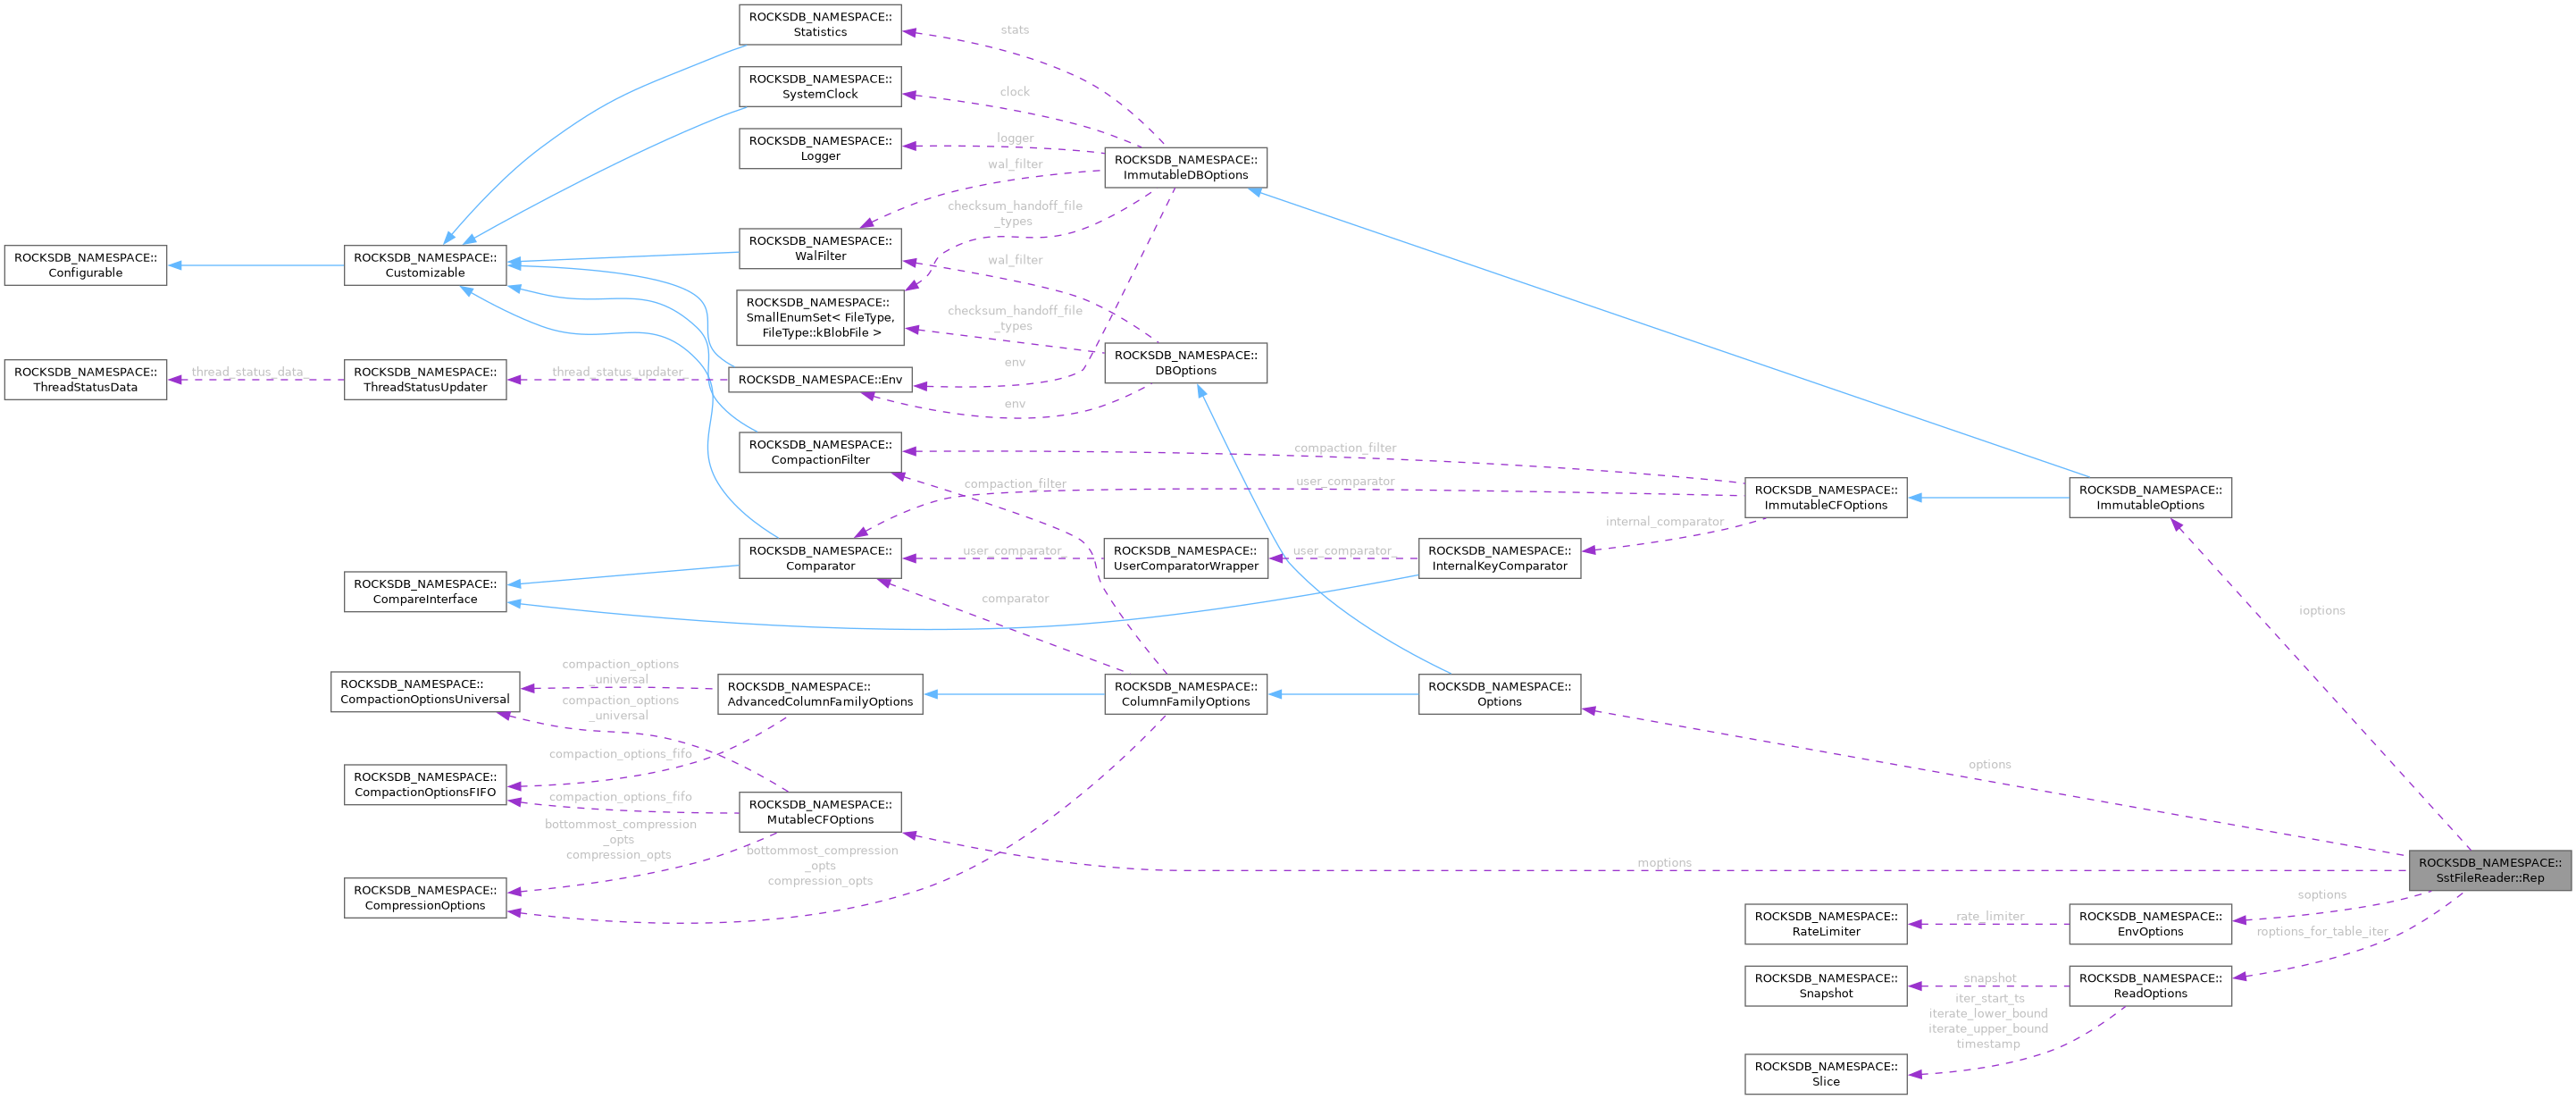 ROCKSDB_NAMESPACE::
Statistics
stats
ROCKSDB_NAMESPACE::
SystemClock
clock
ROCKSDB_NAMESPACE::
Logger
logger
ROCKSDB_NAMESPACE::
ImmutableDBOptions
wal_filter
checksum_handoff_file
_types
ROCKSDB_NAMESPACE::
WalFilter
ROCKSDB_NAMESPACE::
Configurable
ROCKSDB_NAMESPACE::
Customizable
wal_filter
ROCKSDB_NAMESPACE::
SmallEnumSet< FileType,
FileType::kBlobFile >
checksum_handoff_file
_types
ROCKSDB_NAMESPACE::
DBOptions
env
ROCKSDB_NAMESPACE::
ThreadStatusData
thread_status_data_
ROCKSDB_NAMESPACE::
ThreadStatusUpdater
thread_status_updater_
ROCKSDB_NAMESPACE::Env
env
ROCKSDB_NAMESPACE::
CompactionFilter
compaction_filter
compaction_filter
user_comparator
ROCKSDB_NAMESPACE::
ImmutableCFOptions
ROCKSDB_NAMESPACE::
ImmutableOptions
internal_comparator
ROCKSDB_NAMESPACE::
Comparator
user_comparator_
ROCKSDB_NAMESPACE::
UserComparatorWrapper
user_comparator_
ROCKSDB_NAMESPACE::
InternalKeyComparator
ROCKSDB_NAMESPACE::
CompareInterface
comparator
ioptions
compaction_options
_universal
ROCKSDB_NAMESPACE::
CompactionOptionsUniversal
ROCKSDB_NAMESPACE::
AdvancedColumnFamilyOptions
ROCKSDB_NAMESPACE::
ColumnFamilyOptions
ROCKSDB_NAMESPACE::
Options
compaction_options
_universal
compaction_options_fifo
options
ROCKSDB_NAMESPACE::
CompactionOptionsFIFO
compaction_options_fifo
ROCKSDB_NAMESPACE::
MutableCFOptions
bottommost_compression
_opts
compression_opts
bottommost_compression
_opts
compression_opts
moptions
ROCKSDB_NAMESPACE::
SstFileReader::Rep
ROCKSDB_NAMESPACE::
CompressionOptions
soptions
ROCKSDB_NAMESPACE::
RateLimiter
rate_limiter
ROCKSDB_NAMESPACE::
EnvOptions
roptions_for_table_iter
ROCKSDB_NAMESPACE::
Snapshot
snapshot
ROCKSDB_NAMESPACE::
ReadOptions
iter_start_ts
iterate_lower_bound
iterate_upper_bound
timestamp
ROCKSDB_NAMESPACE::
Slice